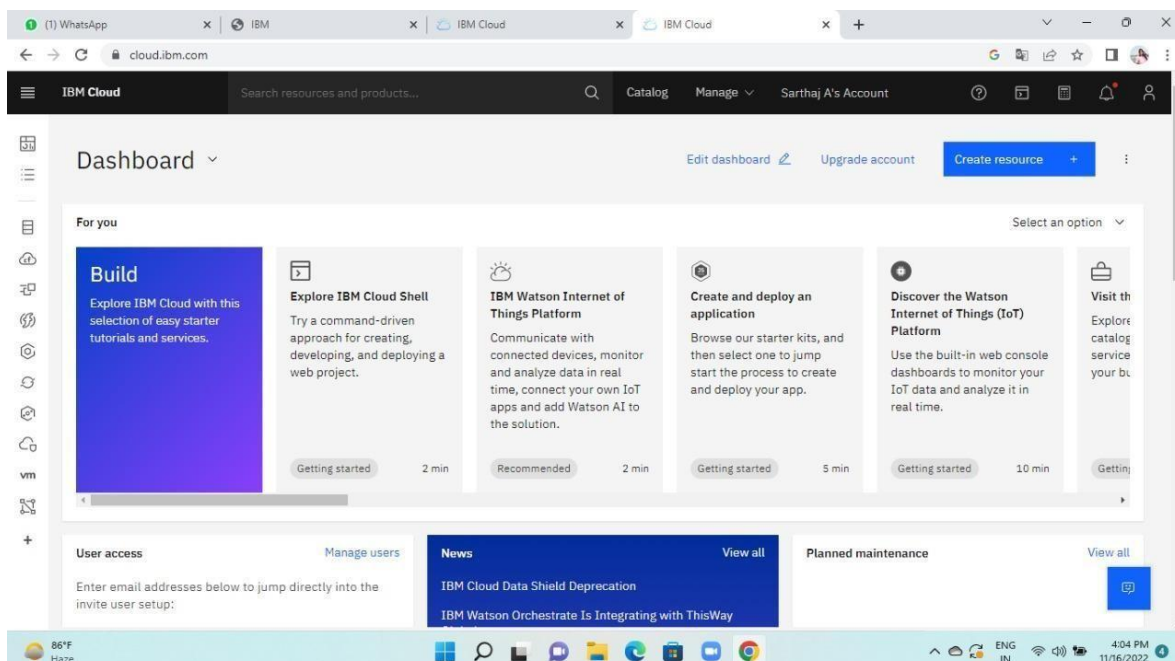 (1) WhatsApp
IBM
IBM Cloud
IBM Cloud
cloud.ibm.com
IBM Cloud
Search resources and products...
Catalog
Manage
Sarthaj A's Account
Dashboard
Edit dashboard
Upgrade account
Create resource +
For you
Select an option
Build
Explore IBM Cloud with this
selection of easy starter
tutorials and services.
Explore IBM Cloud Shell
Try a command-driven
approach for creating,
developing, and deploying a
web project.
Getting started
2 min
IBM Watson Internet of
Things Platform
Communicate with
connected devices, monitor
and analyze data in real
time, connect your own IoT
apps and add Watson AI to
the solution.
Recommended
2 min
Create and deploy an
application
Browse our starter kits, and
then select one to jump
start the process to create
and deploy your app.
Getting started
5 min
Discover the Watson
Internet of Things (IoT)
Platform
Use the built-in web console
dashboards to monitor your
IoT data and analyze it in
real time.
Getting started
10 min
Visit th
Explore
catalog
service
your bu
Getting
vm
User access
Manage users
Enter email addresses below to jump directly into the
invite user setup:
News
View all
IBM Cloud Data Shield Deprecation
IBM Watson Orchestrate Is Integrating with ThisWay
Planned maintenance
View all
86°F
Haze
ENG
IN
4:04 PM
11/16/2022